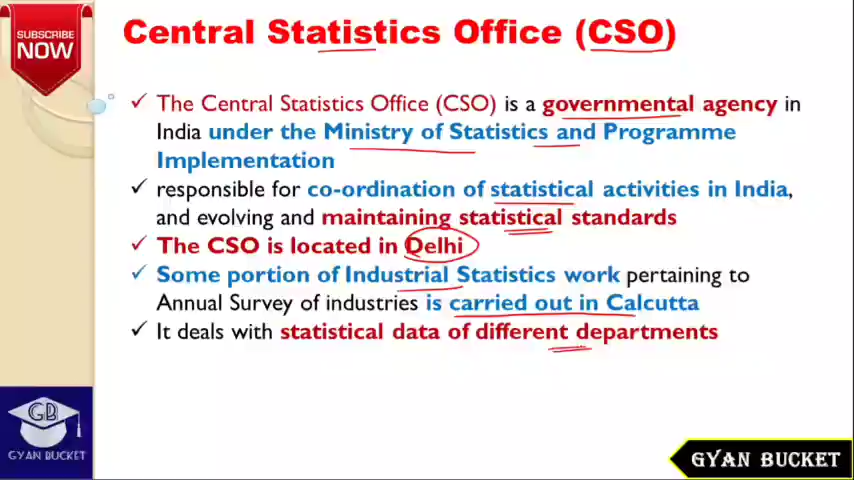 SUBSCRIBE
NOW
Central Statistics Office (CSO)
✓ The Central Statistics Office (CSO) is a governmental agency in
India under the Ministry of Statistics and Programme
Implementation
✓ responsible for co-ordination of statistical activities in India,
and evolving and maintaining statistical standards
✓ The CSO is located in Delhi
✓ Some portion of Industrial Statistics work pertaining to
Annual Survey of industries is carried out in Calcutta
✓ It deals with statistical data of different departments
GB
GYAN BUCKET
GYAN BUCKET